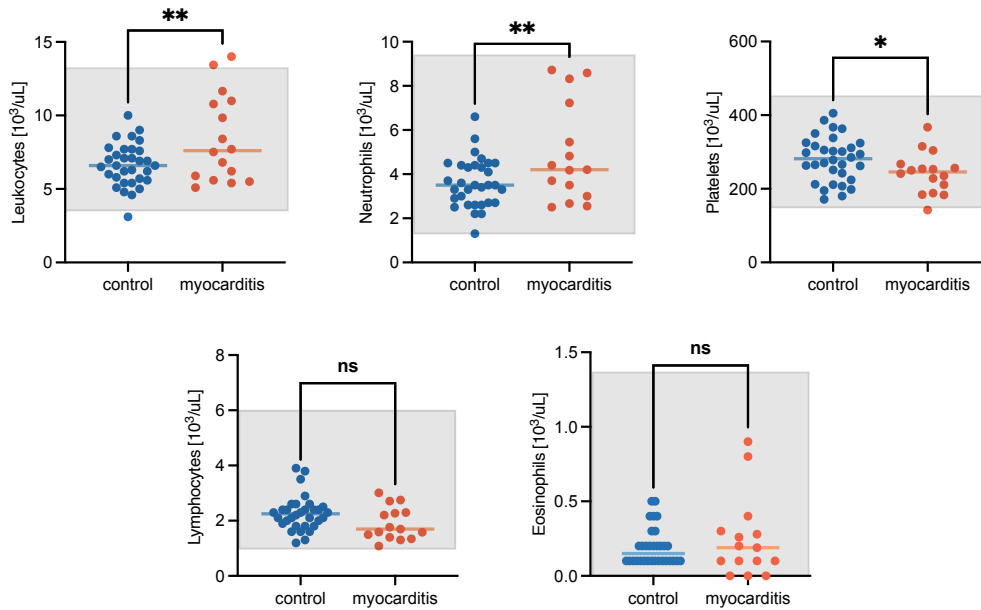 **
Leukocytes [10³/uL]
15
10
5
0
control myocarditis
**
Neutrophils [10³/uL]
10
8
6
4
2
0
control myocarditis
*
Platelets [10³/uL]
600
400
200
0
control myocarditis
ns
Lymphocytes [10³/uL]
8
6
4
2
0
control myocarditis
ns
Eosinophils [10³/uL]
1.5
1.0
0.5
0.0
control myocarditis